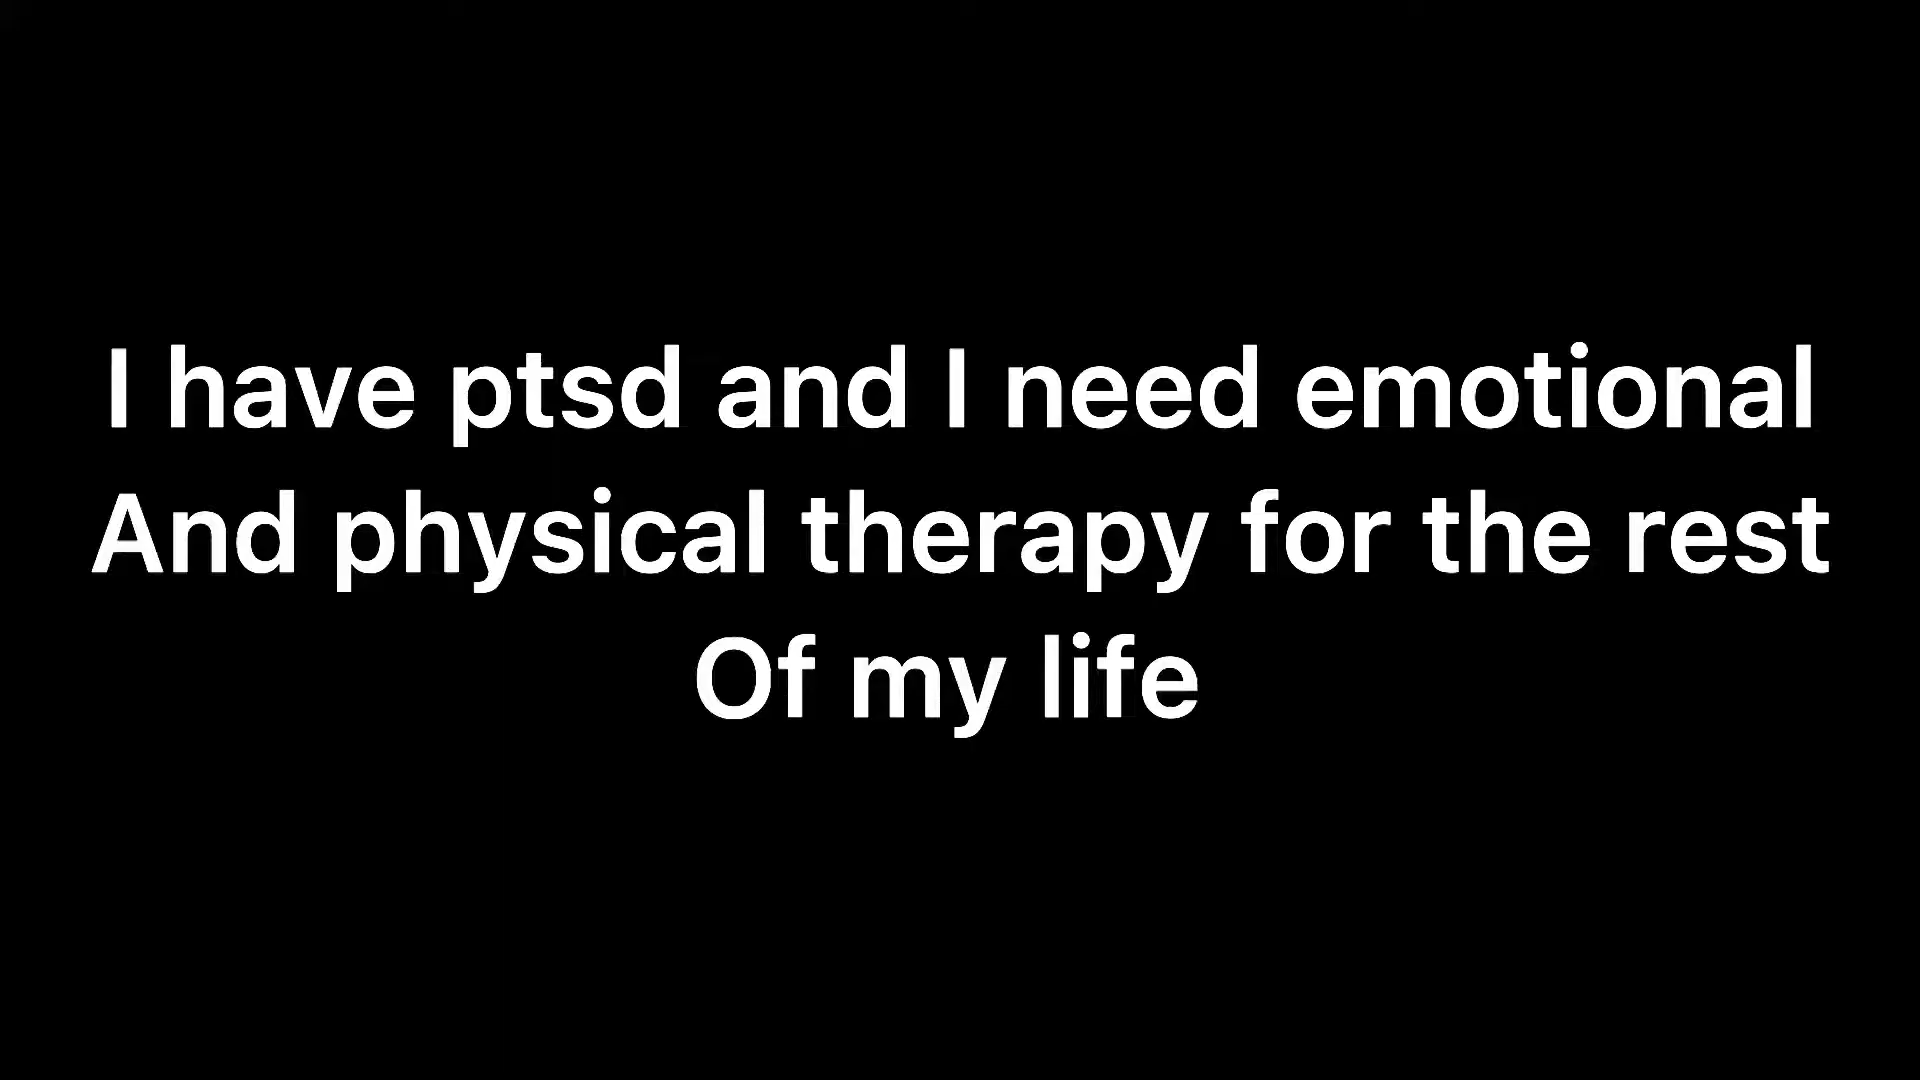 I have ptsd and I need emotional
And physical therapy for the rest
Of my life